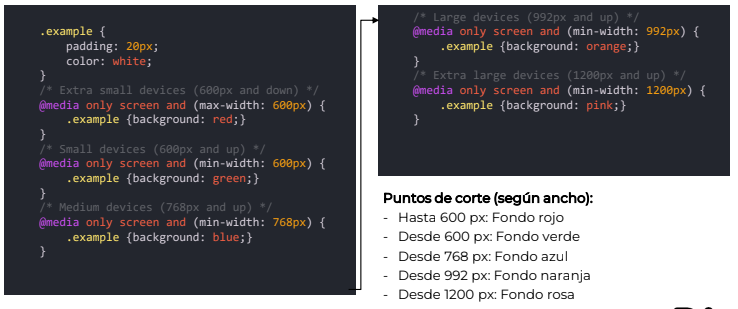 .example {
    padding: 20px;
    color: white;
}
/* Extra small devices (600px and down) */
@media only screen and (max-width: 600px) {
    .example {background: red;}
}
/* Small devices (600px and up) */
@media only screen and (min-width: 600px) {
    .example {background: green;}
}
/* Medium devices (768px and up) */
@media only screen and (min-width: 768px) {
    .example {background: blue;}
}
/* Large devices (992px and up) */
@media only screen and (min-width: 992px) {
    .example {background: orange;}
}
/* Extra large devices (1200px and up) */
@media only screen and (min-width: 1200px) {
    .example {background: pink;}
}
Puntos de corte (según ancho):
- Hasta 600 px: Fondo rojo
- Desde 600 px: Fondo verde
- Desde 768 px: Fondo azul
- Desde 992 px: Fondo naranja
- Desde 1200 px: Fondo rosa